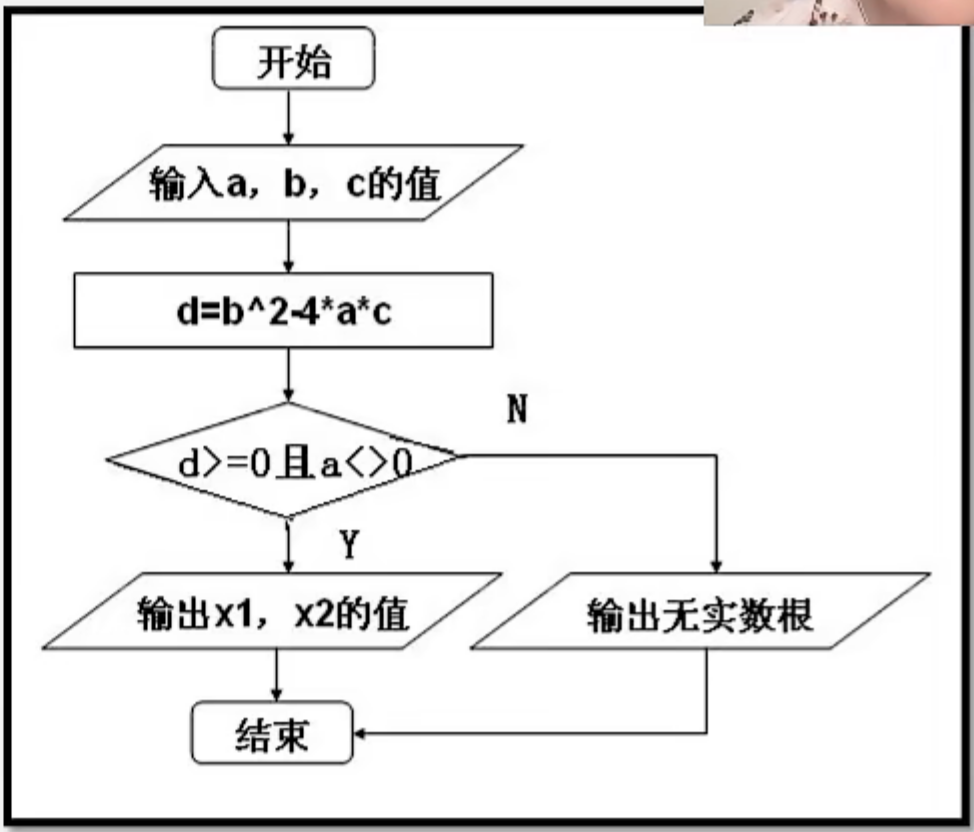 开始
输入a，b，c的值
d=b^2-4*a*c
N
d>=0且a<>0
Y
输出x1，x2的值
输出无实数根
结束